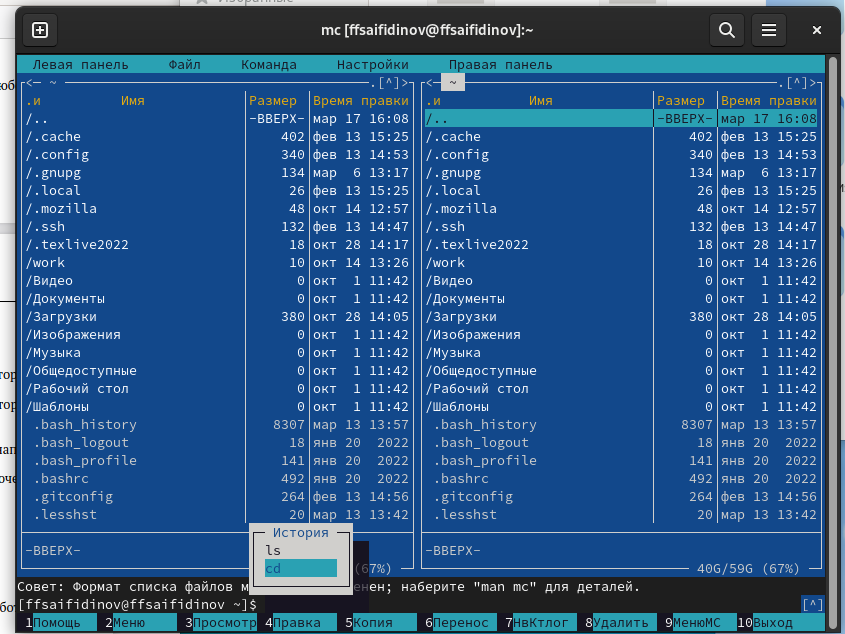 mc [ffsaifidinov@ffsaifidinov]:~
Левая панель Файл Команда Настройки Правая панель
<─ ~ .[^]> <─ ~ .[^]>
.и Имя Размер Время правки .и Имя Размер Время правки
/.. -ВВЕРХ- мар 17 16:08 /.. -ВВЕРХ- мар 17 16:08
/.cache 402 фев 13 15:25 /.cache 402 фев 13 15:25
/.config 340 фев 13 14:53 /.config 340 фев 13 14:53
/.gnupg 134 мар 6 13:17 /.gnupg 134 мар 6 13:17
/.local 26 фев 13 15:25 /.local 26 фев 13 15:25
/.mozilla 48 окт 14 12:57 /.mozilla 48 окт 14 12:57
/.ssh 132 фев 13 14:47 /.ssh 132 фев 13 14:47
/.texlive2022 18 окт 28 14:17 /.texlive2022 18 окт 28 14:17
/work 10 окт 14 13:26 /work 10 окт 14 13:26
/Видео 0 окт 1 11:42 /Видео 0 окт 1 11:42
/Документы 0 окт 1 11:42 /Документы 0 окт 1 11:42
/Загрузки 380 окт 28 14:05 /Загрузки 380 окт 28 14:05
/Изображения 0 окт 1 11:42 /Изображения 0 окт 1 11:42
/Музыка 0 окт 1 11:42 /Музыка 0 окт 1 11:42
/Общедоступные 0 окт 1 11:42 /Общедоступные 0 окт 1 11:42
/Рабочий стол 0 окт 1 11:42 /Рабочий стол 0 окт 1 11:42
/Шаблоны 0 окт 1 11:42 /Шаблоны 0 окт 1 11:42
.bash_history 8307 мар 13 13:57 .bash_history 8307 мар 13 13:57
.bash_logout 18 янв 20 2022 .bash_logout 18 янв 20 2022
.bash_profile 141 янв 20 2022 .bash_profile 141 янв 20 2022
.bashrc 492 янв 20 2022 .bashrc 492 янв 20 2022
.gitconfig 264 фев 13 14:56 .gitconfig 264 фев 13 14:56
.lesshst 20 мар 13 13:42 .lesshst 20 мар 13 13:42
История
-ВВЕРХ- ls -ВВЕРХ-
cd (67%) 40G/59G (67%)
Совет: Формат списка файлов м ен; наберите "man mc" для деталей.
[ffsaifidinov@ffsaifidinov ~]$ [^]
1Помощь 2Меню 3Просмотр 4Правка 5Копия 6Перенос 7НвКтлог 8Удалить 9МенюМС 10Выход